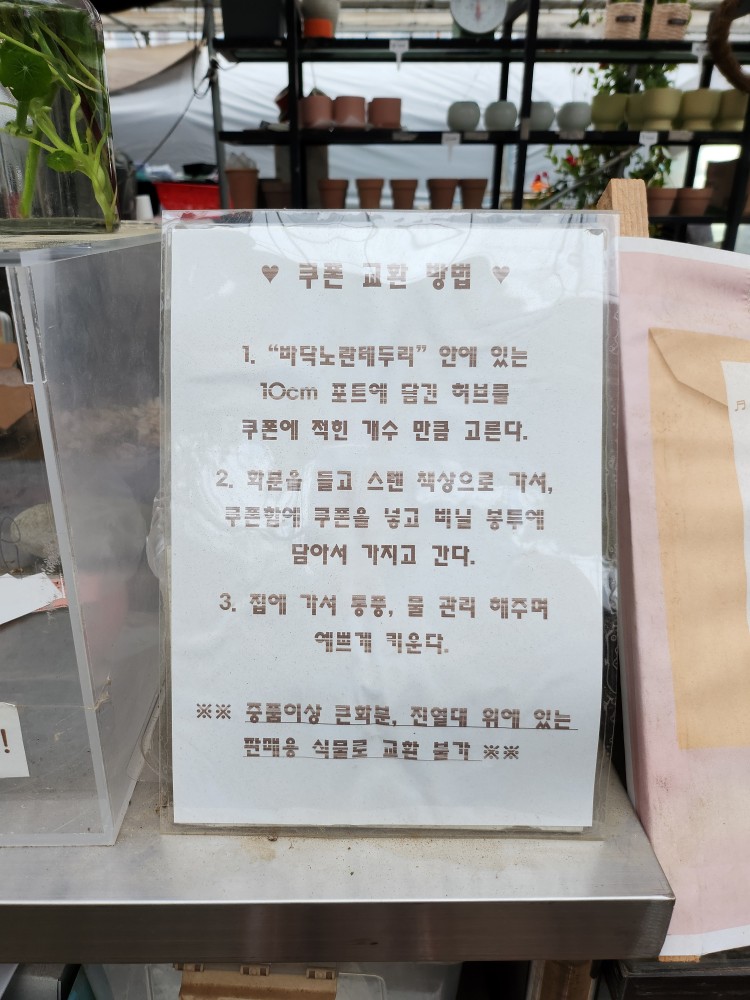 ♥ 쿠폰 교환 방법 ♥
1. “바닥노란테두리” 안에 있는
10cm 포트에 담긴 허브를
쿠폰에 적힌 개수 만큼 고른다.
2. 화분을 들고 스텐 책상으로 가서,
쿠폰함에 쿠폰을 넣고 비닐 봉투에
담아서 가지고 간다.
3. 집에 가서 통풍, 물 관리 해주며
예쁘게 키운다.
※※ 중품이상 큰화분, 진열대 위에 있는
판매용 식물로 교환 불가 ※※
!